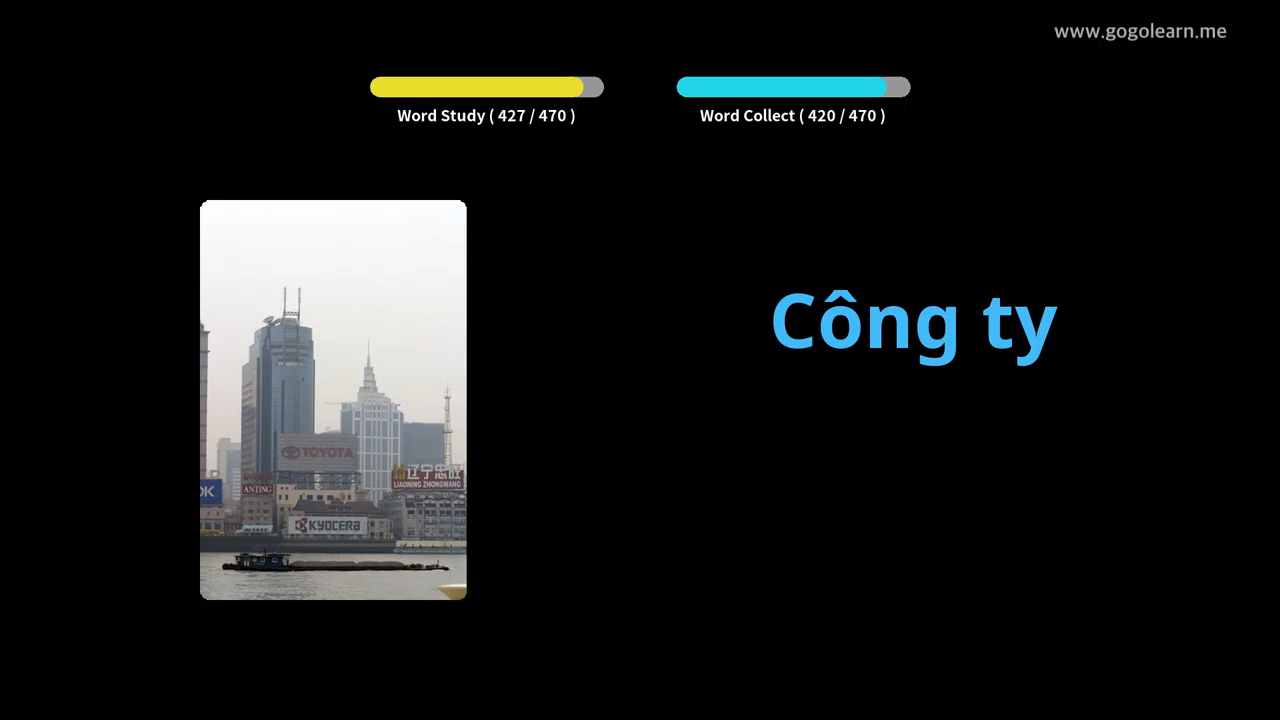 www.gogolearn.me
Word Study ( 427 / 470 )
Word Collect ( 420 / 470 )
Công ty
TOYOTA
辽宁忠旺
LIAONING ZHONGWANG
OK
ANTING
KYOCERA